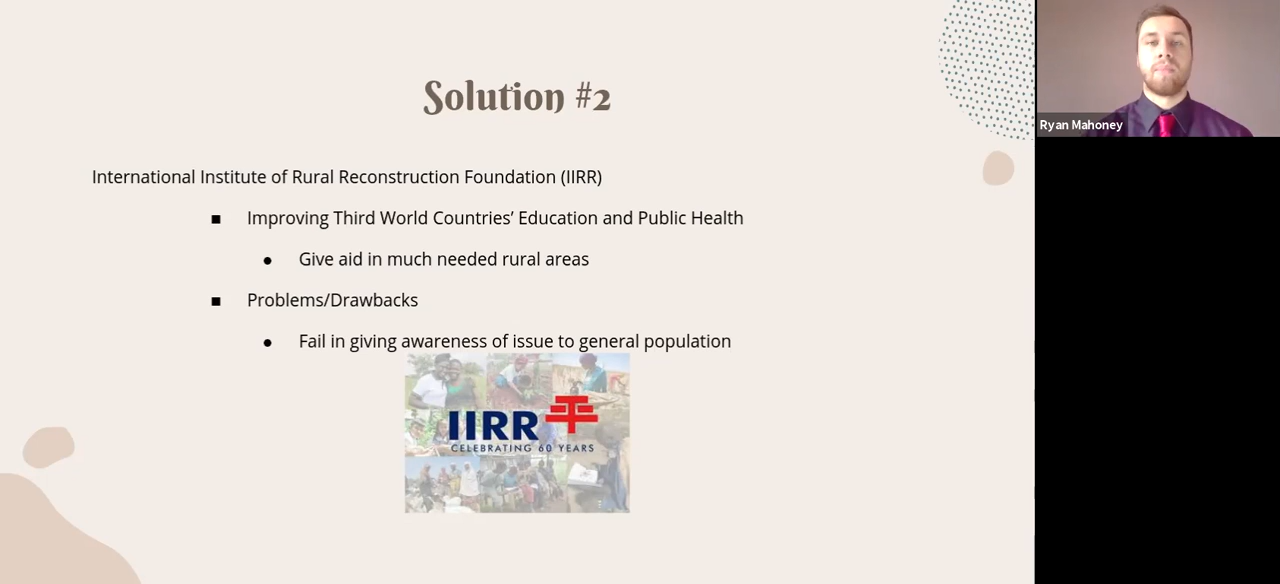 Solution #2
International Institute of Rural Reconstruction Foundation (IIRR)
Improving Third World Countries’ Education and Public Health
Give aid in much needed rural areas
Problems/Drawbacks
Fail in giving awareness of issue to general population
IIRR
CELEBRATING 60 YEARS
Ryan Mahoney